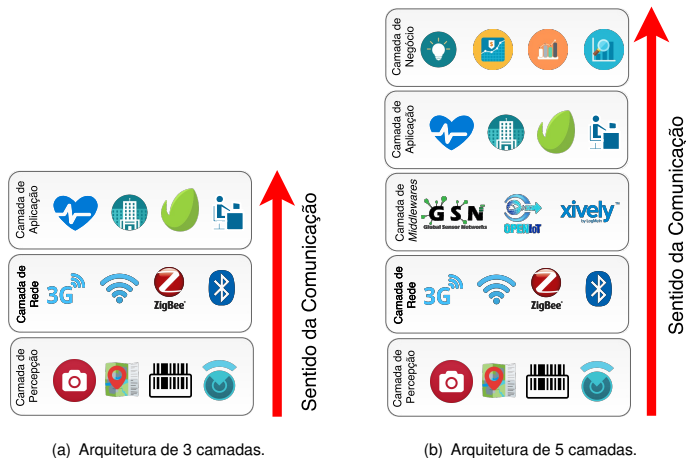 Camada de
Aplicação
Camada de
Rede
3G
ZigBee®
Camada de
Percepção
Sentido da Comunicação
(a) Arquitetura de 3 camadas.
Camada de
Negócio
Camada de
Aplicação
Camada de
Middlewares
GSN
Global Sensor Networks
OPENIoT
xively™
by LogMeIn
Camada de
Rede
3G
ZigBee®
Camada de
Percepção
Sentido da Comunicação
(b) Arquitetura de 5 camadas.